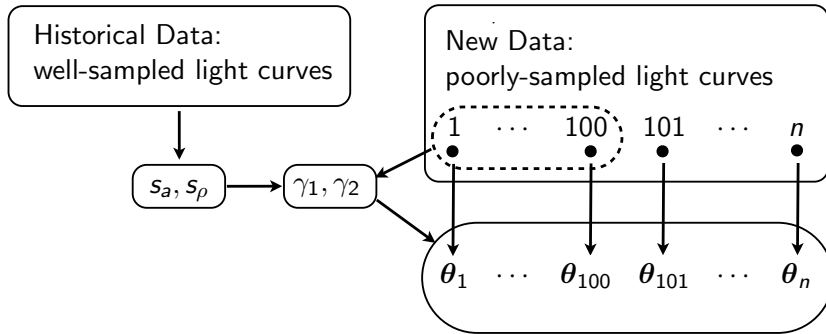 Historical Data:
well-sampled light curves
New Data:
poorly-sampled light curves
1 ⋯ 100 101 ⋯ n
s_a, s_ρ
γ_1, γ_2
θ_1 ⋯ θ_100 θ_101 ⋯ θ_n